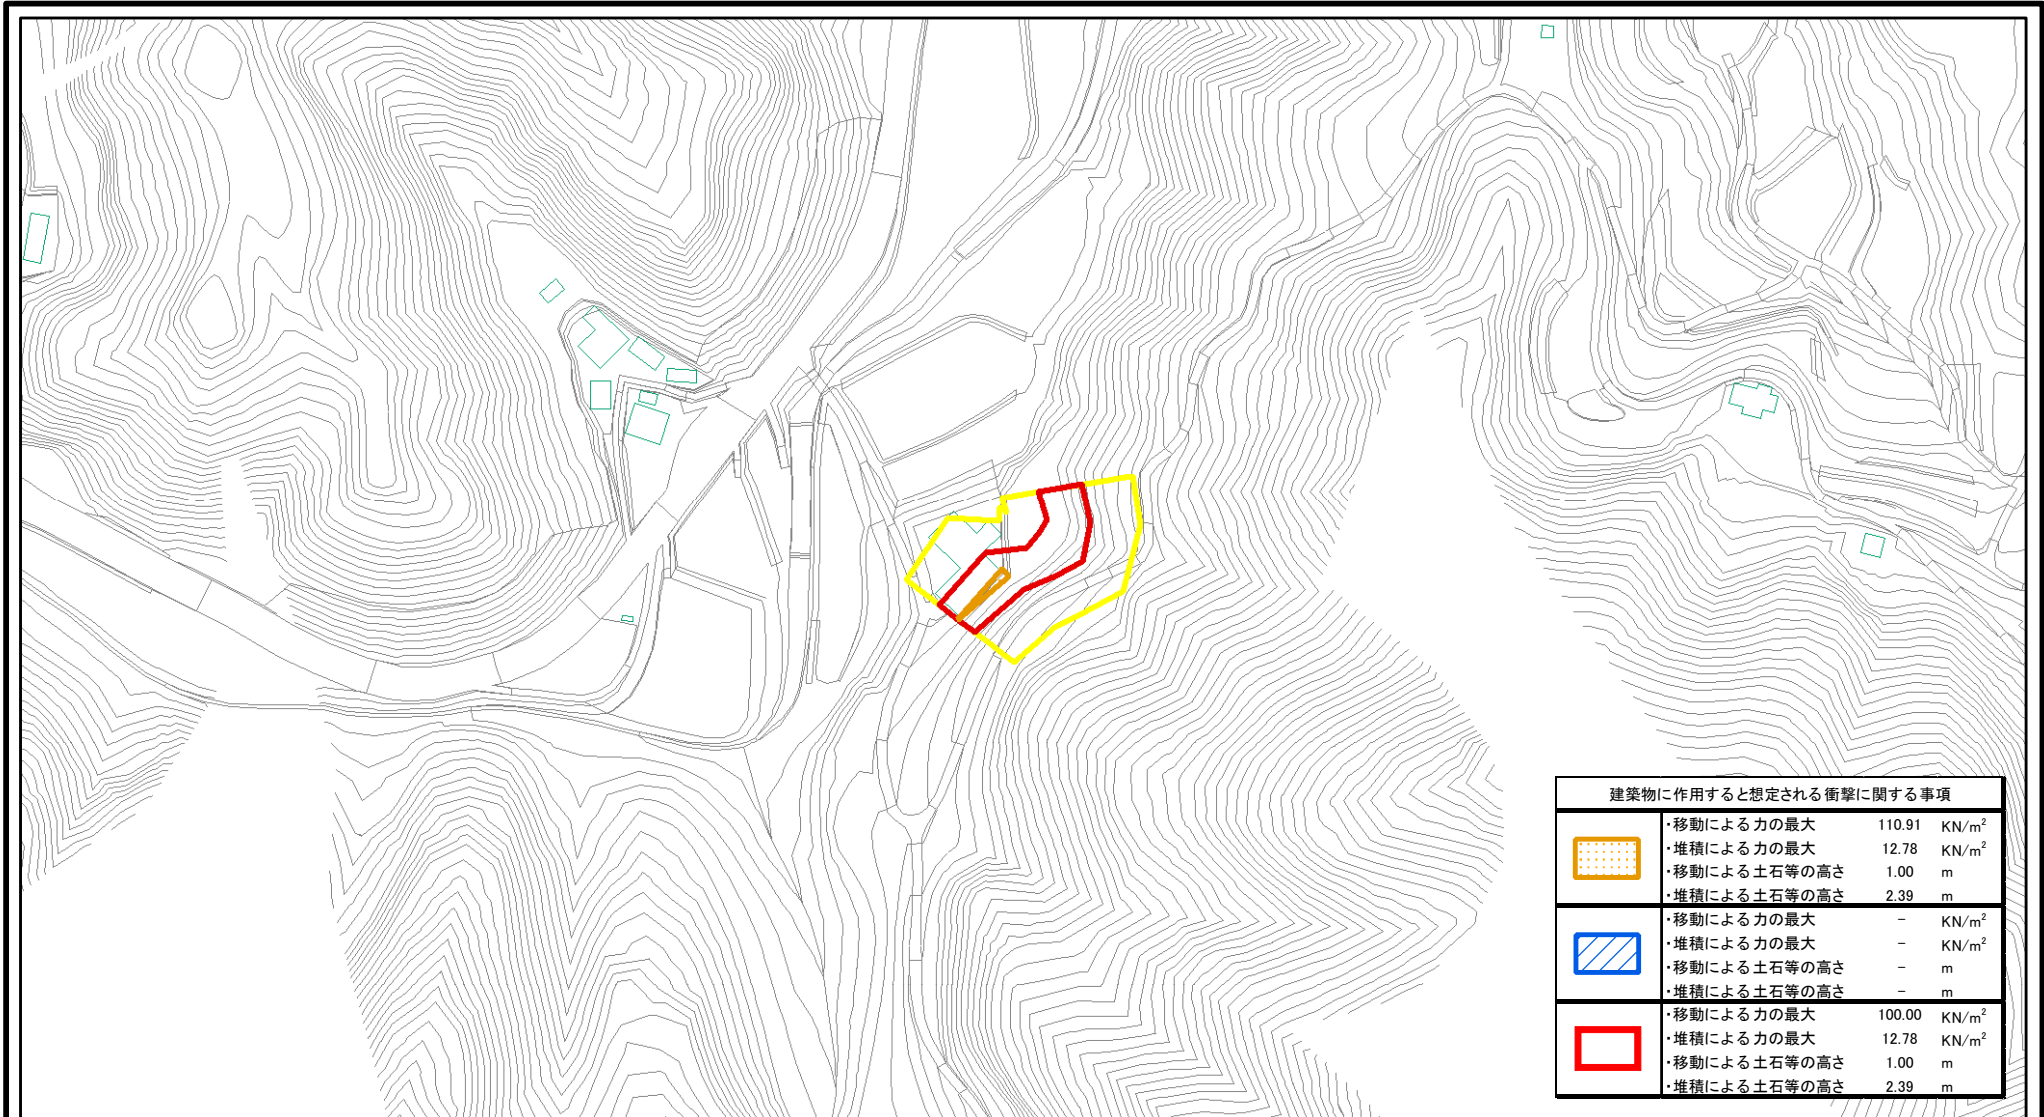 建築物に作用すると想定される衝撃に関する事項
・移動による力の最大 110.91 KN/m²
・堆積による力の最大 12.78 KN/m²
・移動による土石等の高さ 1.00 m
・堆積による土石等の高さ 2.39 m
・移動による力の最大 - KN/m²
・堆積による力の最大 - KN/m²
・移動による土石等の高さ - m
・堆積による土石等の高さ - m
・移動による力の最大 100.00 KN/m²
・堆積による力の最大 12.78 KN/m²
・移動による土石等の高さ 1.00 m
・堆積による土石等の高さ 2.39 m